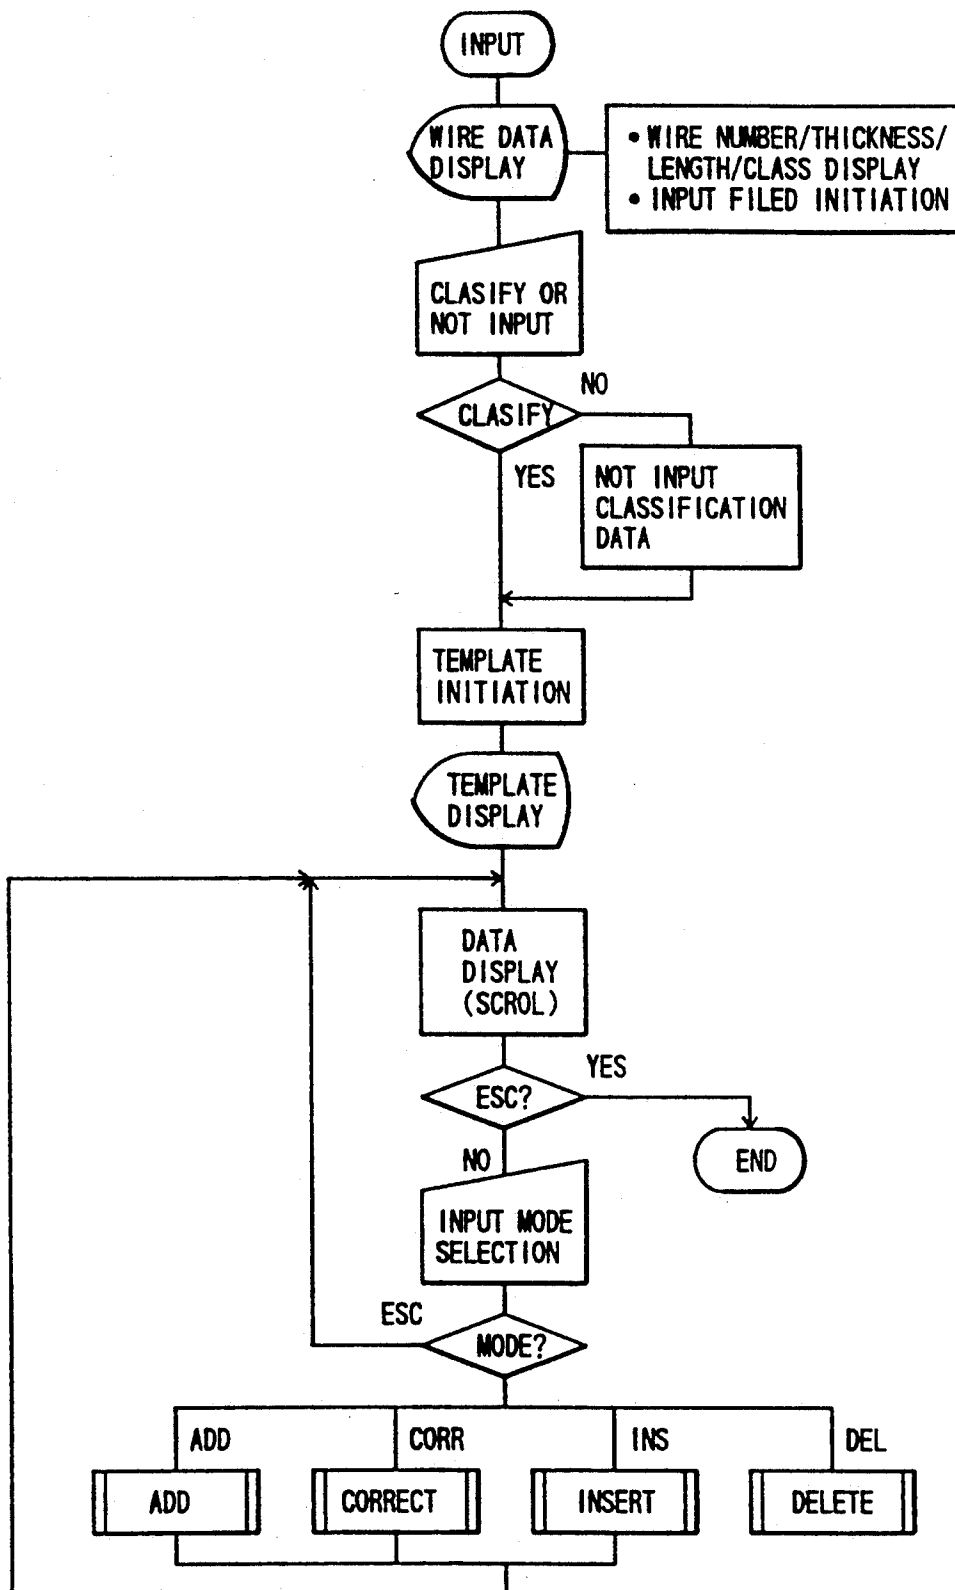 INPUT
WIRE DATA
DISPLAY
• WIRE NUMBER/THICKNESS/
LENGTH/CLASS DISPLAY
• INPUT FILED INITIATION
CLASIFY OR
NOT INPUT
CLASIFY
NO
YES
NOT INPUT
CLASSIFICATION
DATA
TEMPLATE
INITIATION
TEMPLATE
DISPLAY
DATA
DISPLAY
(SCROL)
ESC?
YES
END
NO
INPUT MODE
SELECTION
ESC
MODE?
ADD
CORR
INS
DEL
ADD
CORRECT
INSERT
DELETE